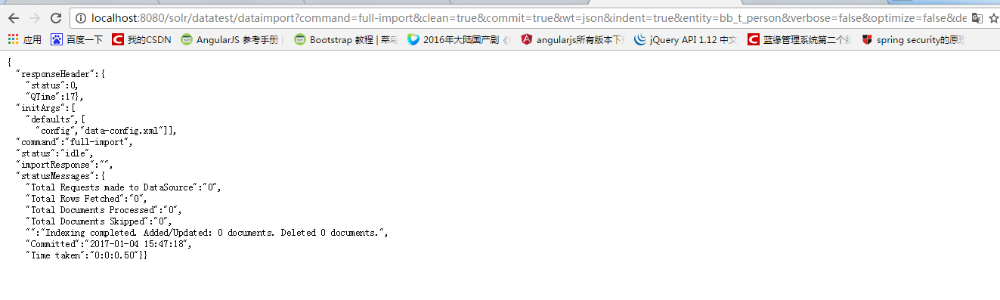 localhost:8080/solr/datatest/dataimport?command=full-import&clean=true&commit=true&wt=json&indent=true&entity=bb_t_person&verbose=false&optimize=false&de
应用 百度一下 我的CSDN AngularJS 参考手册 Bootstrap 教程 | 菜鸟 2016年大陆国产剧《 angularjs所有版本下 jQuery API 1.12 中文 蓝缘管理系统第二个版 spring security的原理
{
"responseHeader":{
"status":0,
"QTime":17},
"initArgs":[
"defaults",[
"config","data-config.xml"]],
"command":"full-import",
"status":"idle",
"importResponse":"",
"statusMessages":{
"Total Requests made to DataSource":"0",
"Total Rows Fetched":"0",
"Total Documents Processed":"0",
"Total Documents Skipped":"0",
"":"Indexing completed. Added/Updated: 0 documents. Deleted 0 documents.",
"Committed":"2017-01-04 15:47:18",
"Time taken":"0:0:0.50"}}